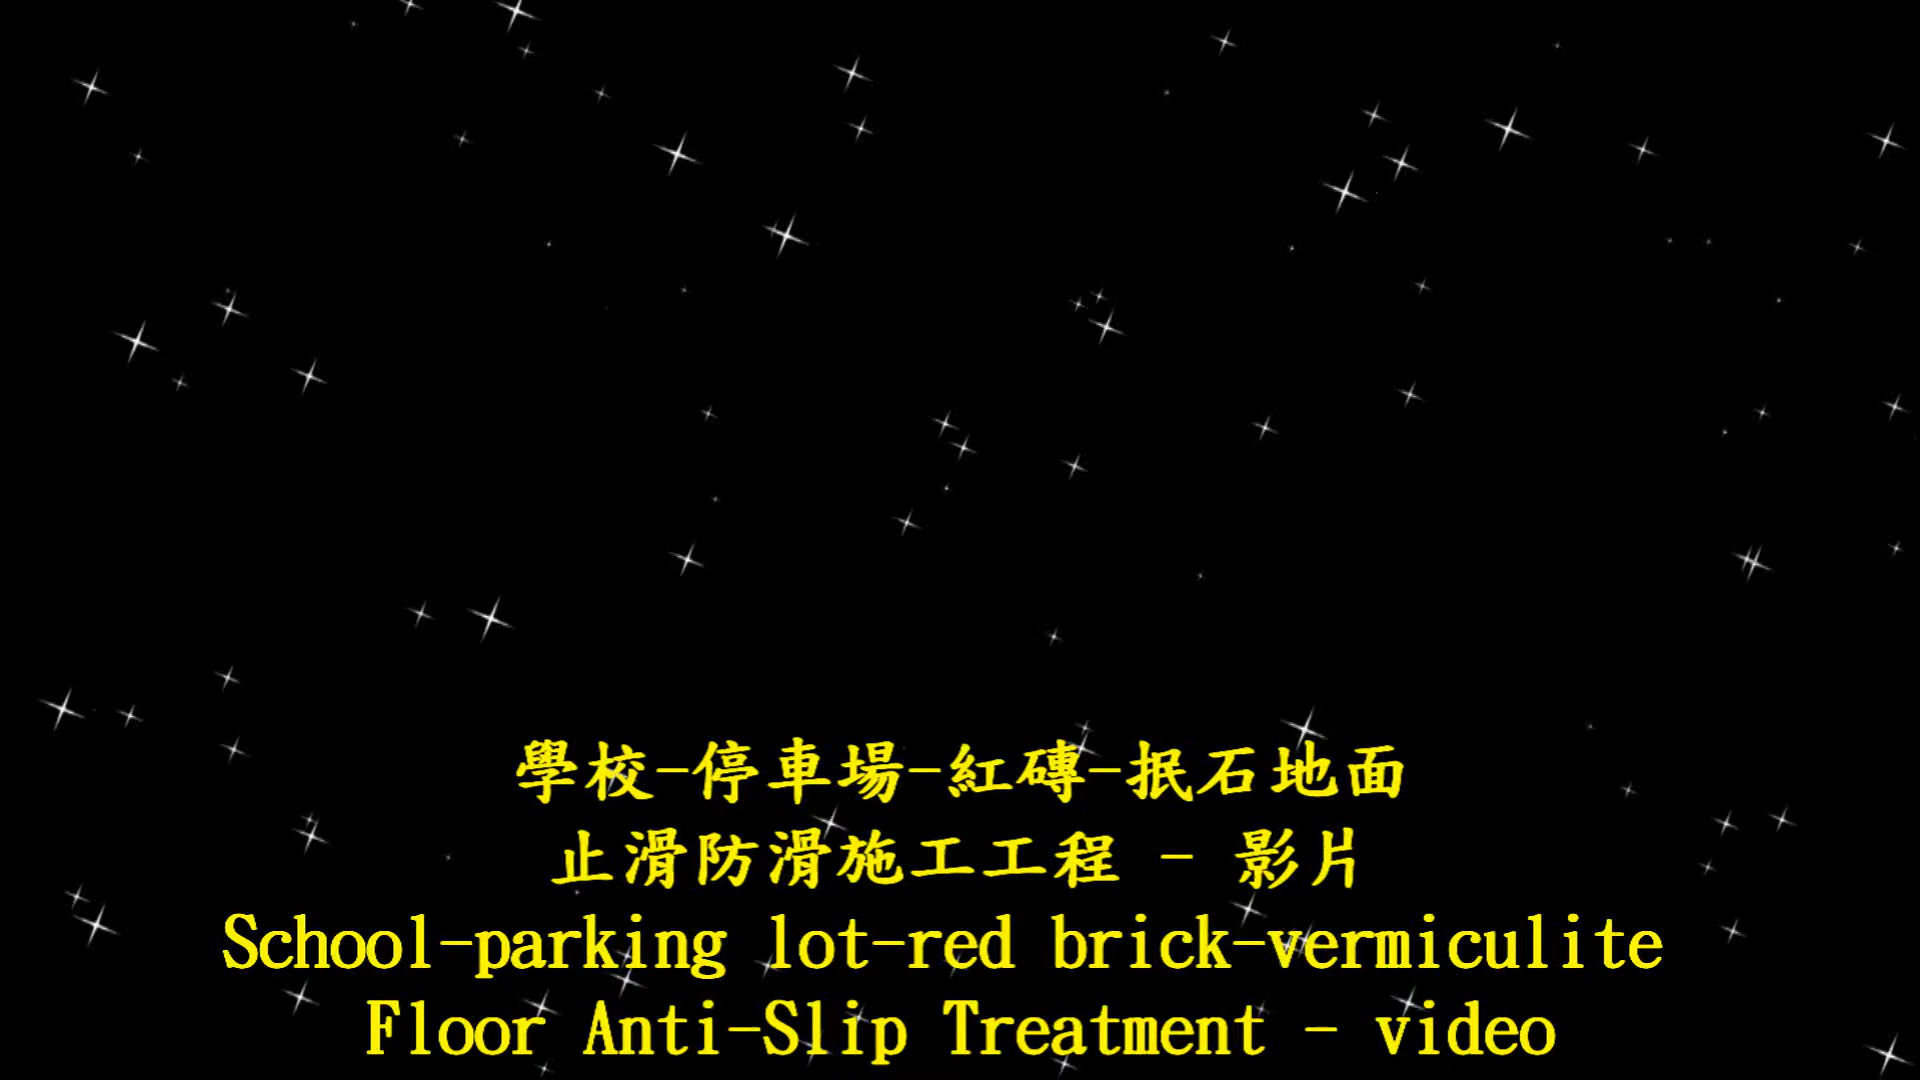 學校-停車場-紅磚-抿石地面
止滑防滑施工工程 - 影片
School-parking lot-red brick-vermiculite
Floor Anti-Slip Treatment - video